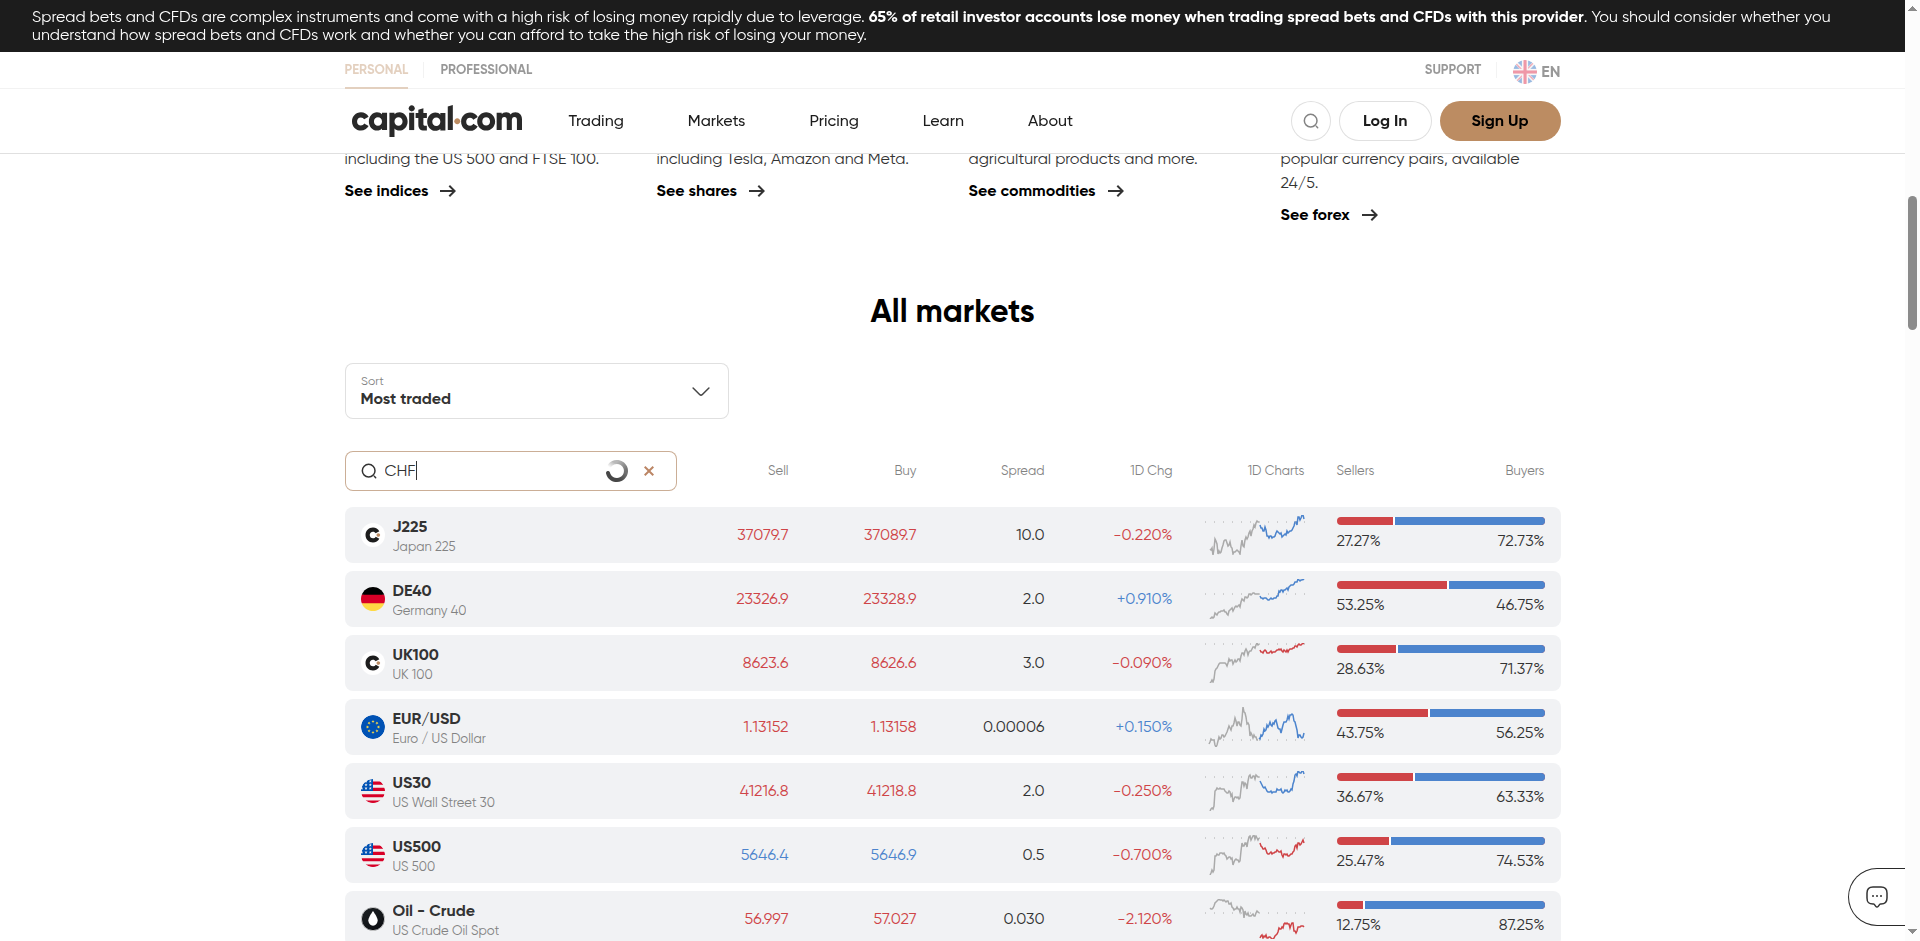 Spread bets and CFDs are complex instruments and come with a high risk of losing money rapidly due to leverage. 65% of retail investor accounts lose money when trading spread bets and CFDs with this provider. You should consider whether you
understand how spread bets and CFDs work and whether you can afford to take the high risk of losing your money.
PERSONAL PROFESSIONAL SUPPORT EN
capital.com Trading Markets Pricing Learn About Log In Sign Up
including the US 500 and FTSE 100. including Tesla, Amazon and Meta. agricultural products and more. popular currency pairs, available
24/5.
See indices See shares See commodities
See forex
All markets
Sort
Most traded
CHF Sell Buy Spread 1D Chg 1D Charts Sellers Buyers
J225
Japan 225
37079.7 37089.7 10.0 -0.220% 27.27% 72.73%
DE40
Germany 40
23326.9 23328.9 2.0 +0.910% 53.25% 46.75%
UK100
UK 100
8623.6 8626.6 3.0 -0.090% 28.63% 71.37%
EUR/USD
Euro / US Dollar
1.13152 1.13158 0.00006 +0.150% 43.75% 56.25%
US30
US Wall Street 30
41216.8 41218.8 2.0 -0.250% 36.67% 63.33%
US500
US 500
5646.4 5646.9 0.5 -0.700% 25.47% 74.53%
Oil - Crude
US Crude Oil Spot
56.997 57.027 0.030 -2.120% 12.75% 87.25%